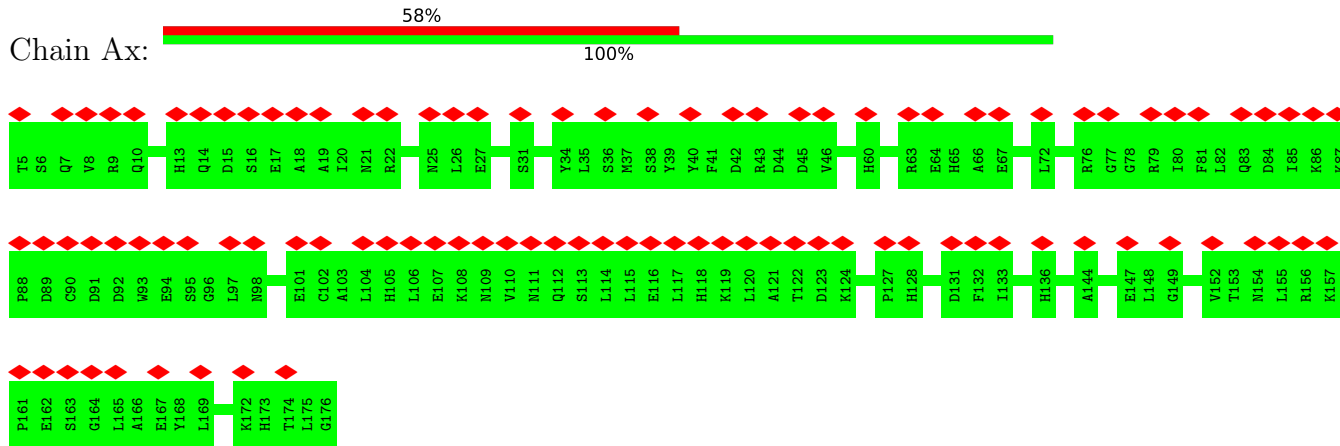 58%
Chain Ax:
100%
T5 S6 Q7 V8 R9 Q10 H13 Q14 D15 S16 E17 A18 A19 I20 N21 R22 N25 L26 E27 S31 Y34 L35 S36 M37 S38 Y39 Y40 F41 D42 R43 D44 D45 V46 H60 R63 E64 H65 A66 E67 L72 R76 G77 G78 R79 I80 F81 L82 Q83 D84 I85 K86 K87
P88 D89 C90 D91 D92 W93 E94 S95 G96 L97 N98 E101 C102 A103 L104 H105 L106 E107 K108 N109 V110 N111 Q112 S113 L114 L115 E116 L117 H118 K119 L120 A121 T122 D123 K124 P127 H128 D131 F132 I133 H136 A144 E147 L148 G149 V152 T153 N154 L155 R156 K157
P161 E162 S163 G164 L165 A166 E167 Y168 L169 K172 H173 T174 L175 G176